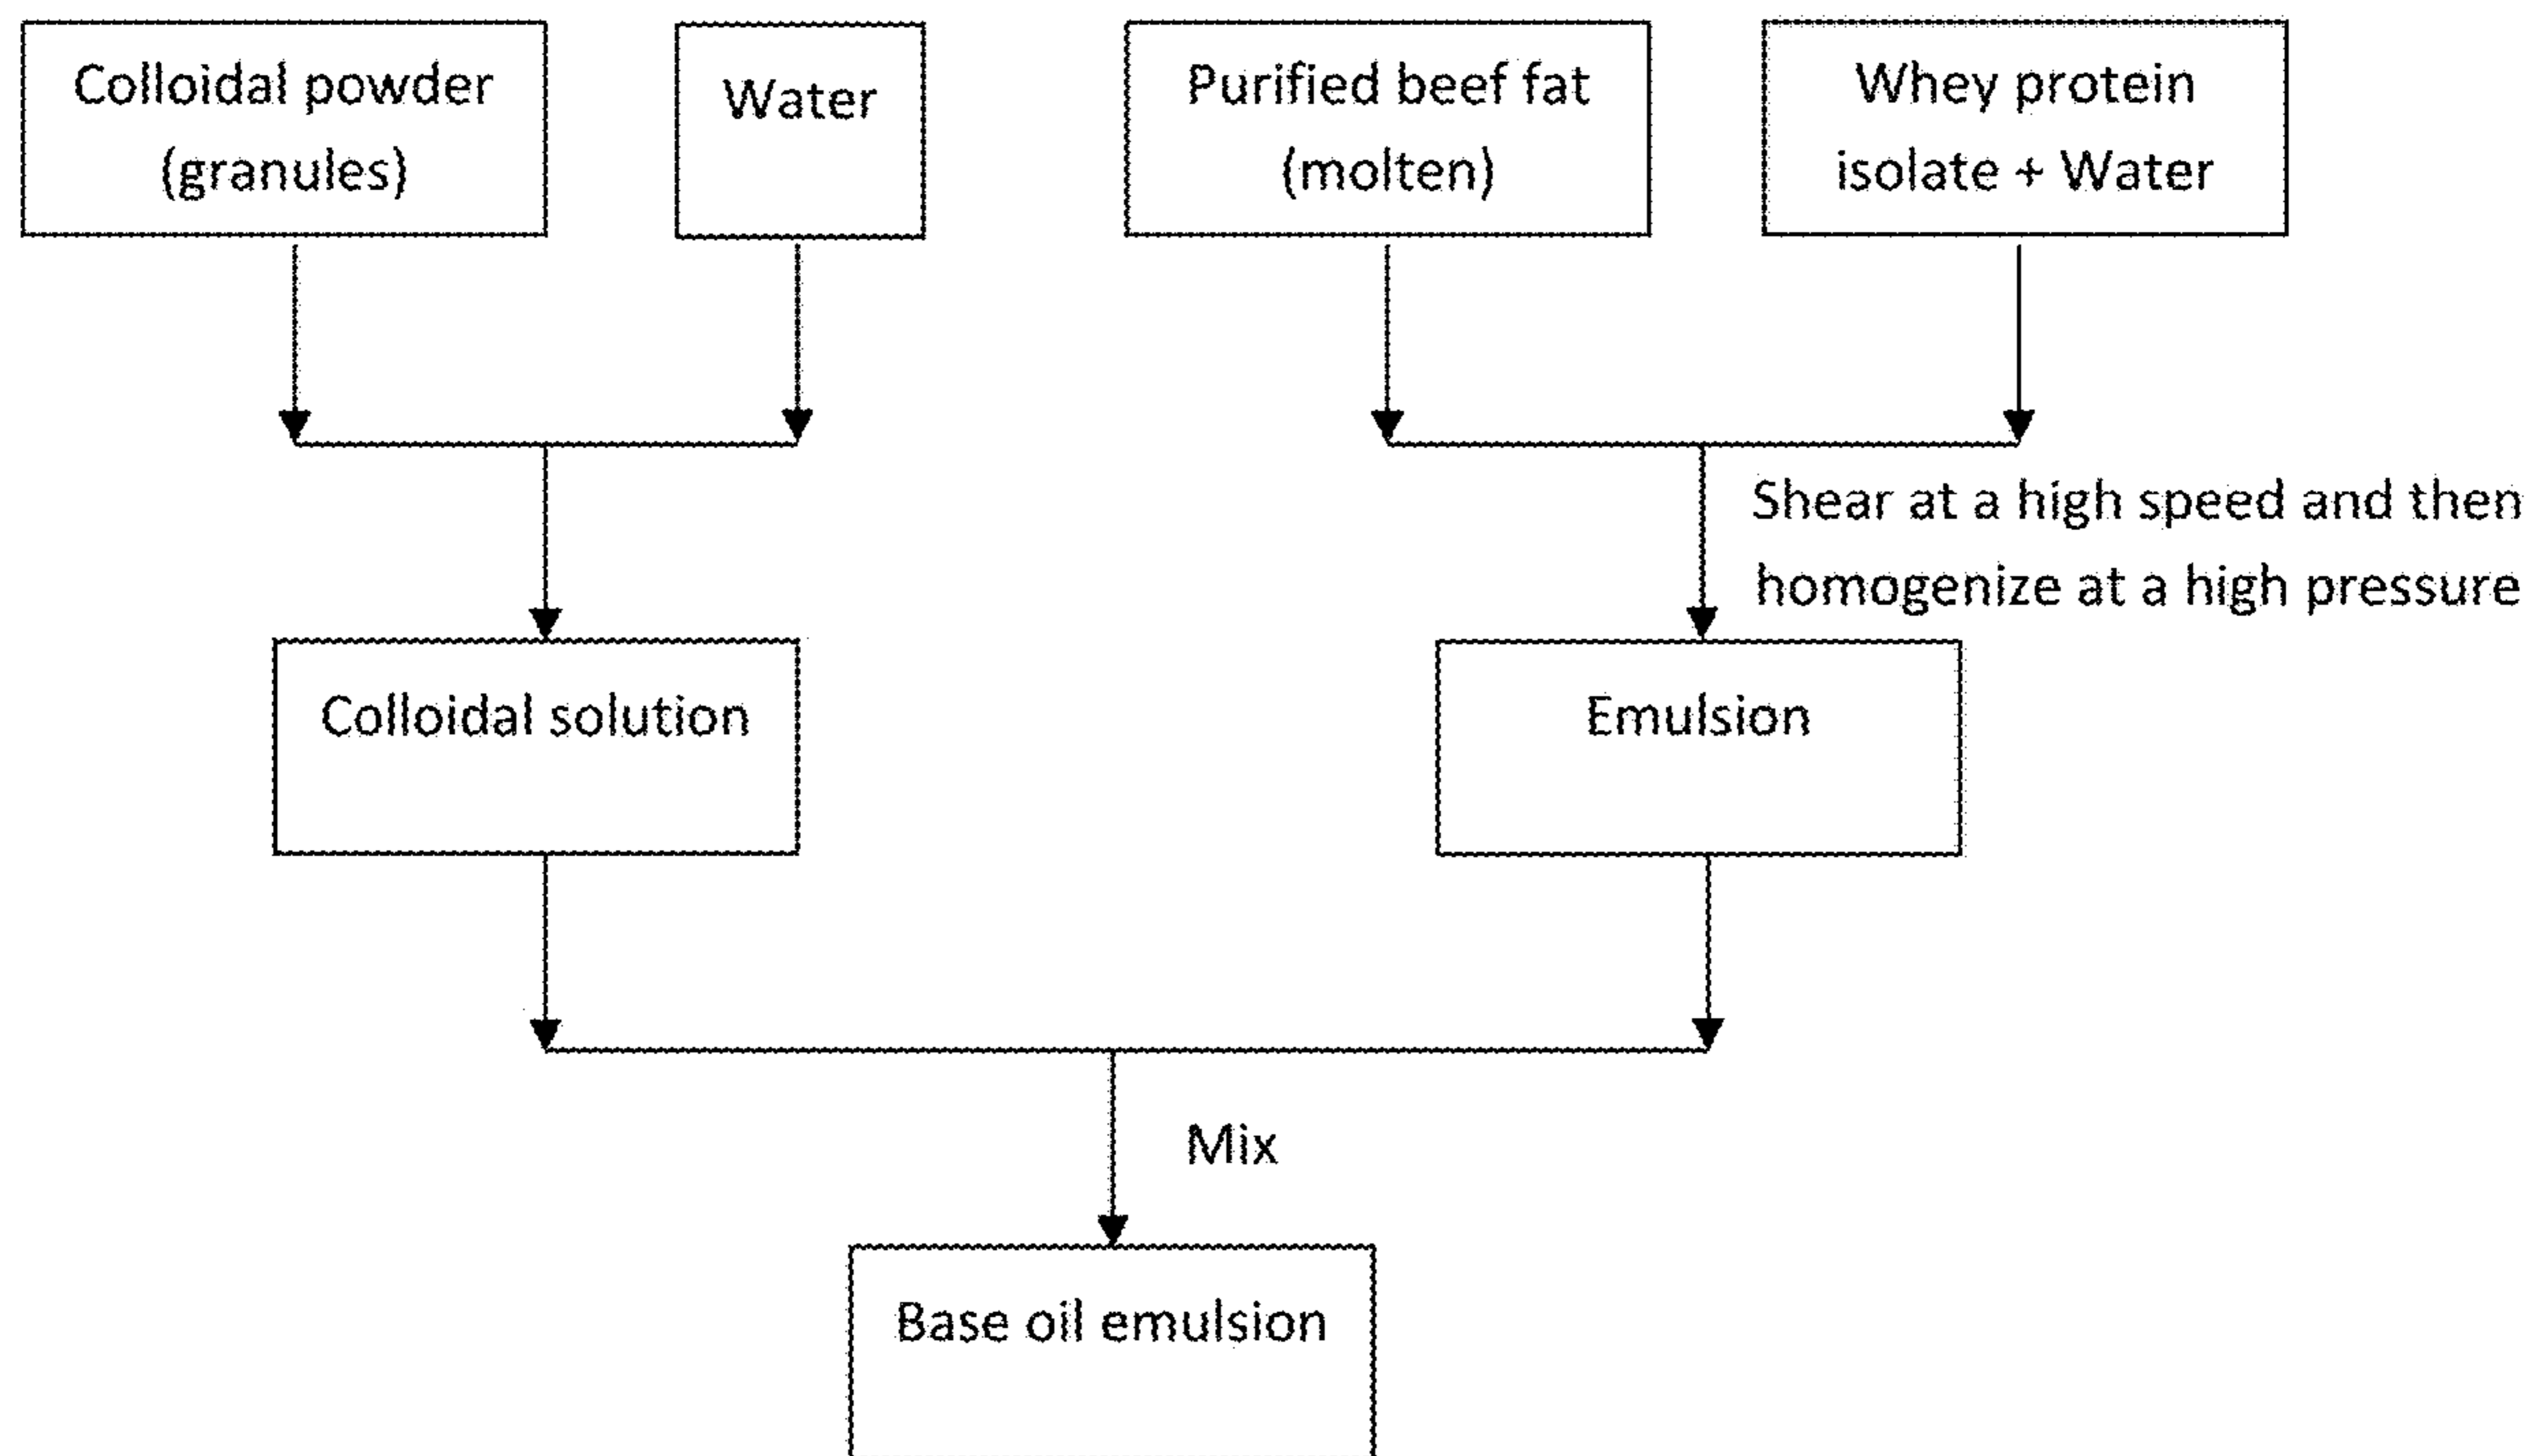 Colloidal powder
(granules)
Water
Purified beef fat
(molten)
Whey protein
isolate + Water
Shear at a high speed and then
homogenize at a high pressure
Colloidal solution
Emulsion
Mix
Base oil emulsion